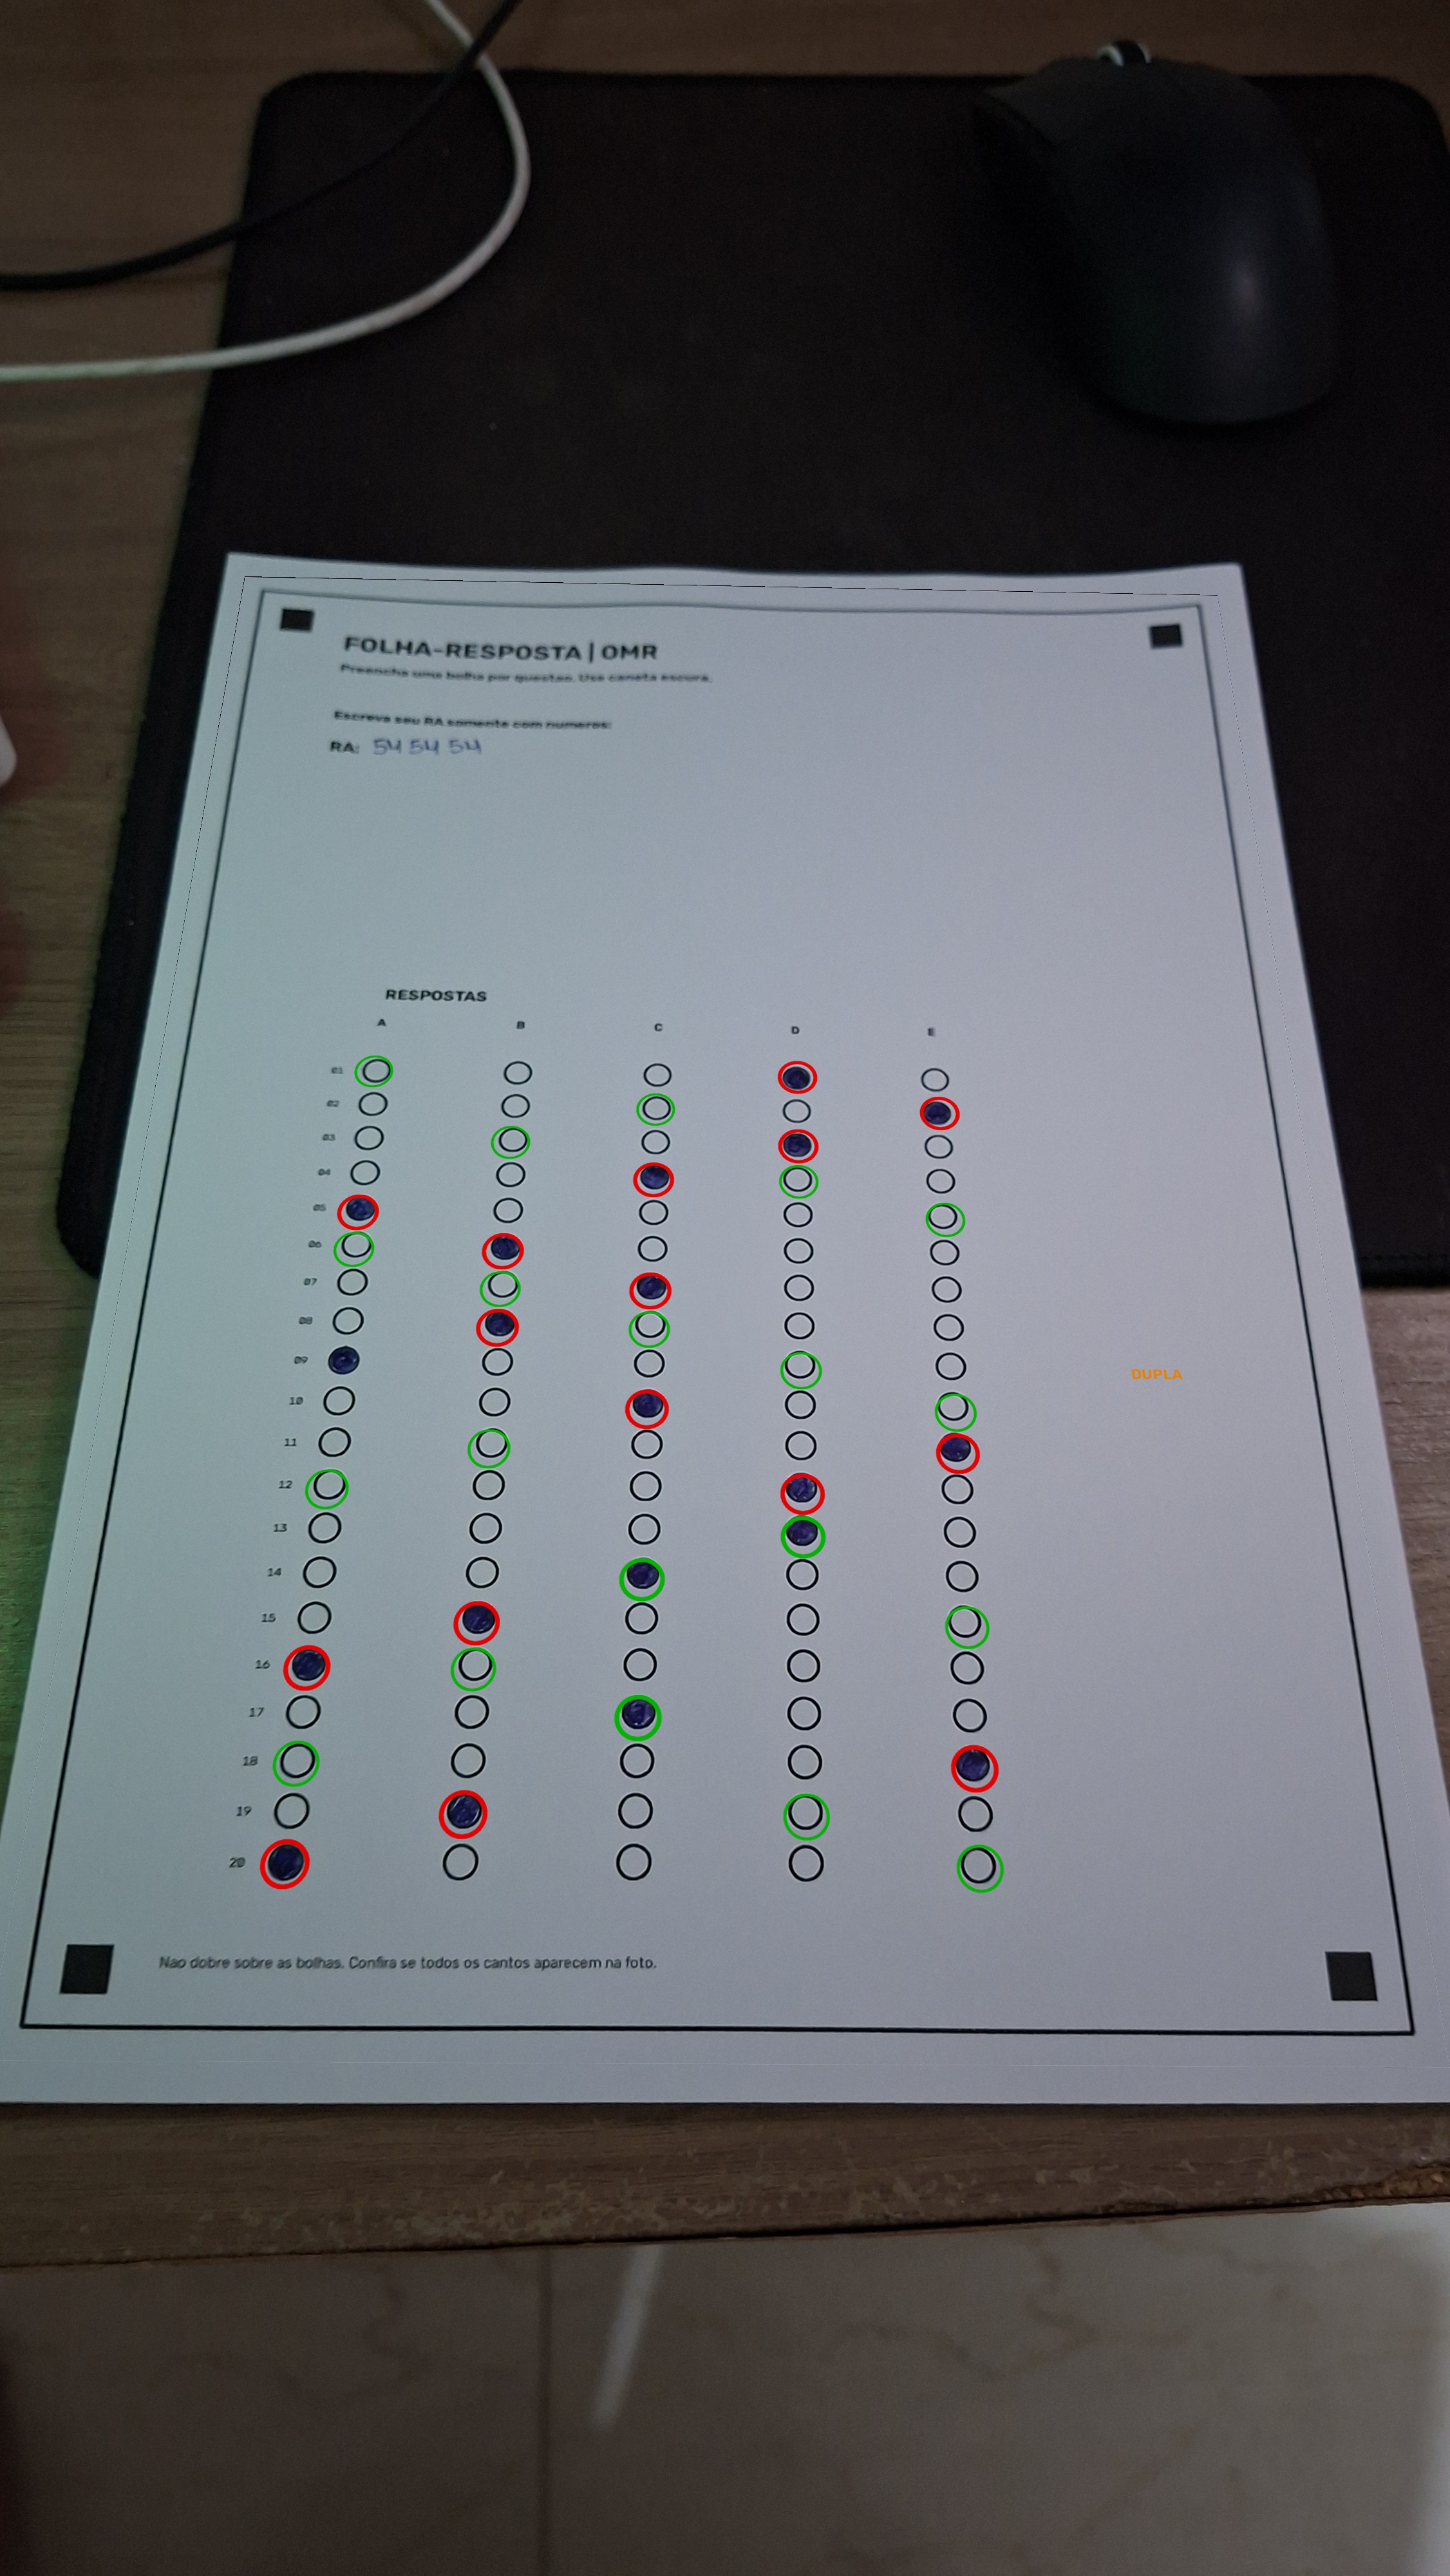 FOLHA-RESPOSTA | OMR
Preencha uma bolha por questao. Use caneta escura.
Escreva seu RA somente com numeros:
RA: 54 54 54
RESPOSTAS
A B C D E
01
02
03
04
05
06
07
08
09 DUPLA
10
11
12
13
14
15
16
17
18
19
20
Nao dobre sobre as bolhas. Confira se todos os cantos aparecem na foto.